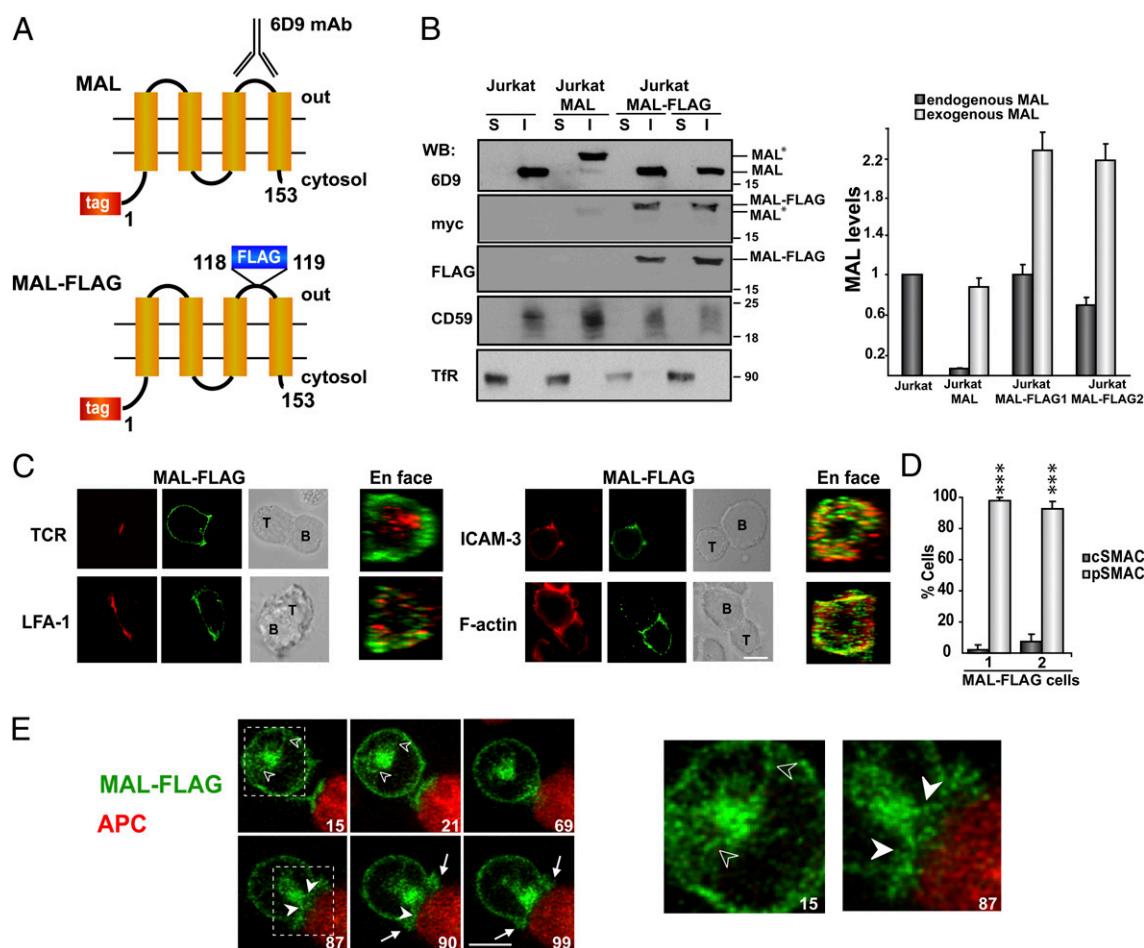 A
6D9 mAb
MAL
out
cytosol
153
tag
1
118 FLAG 119
MAL-FLAG
out
cytosol
153
tag
1
B
Jurkat Jurkat MAL Jurkat MAL-FLAG
S I S I S I S I
WB:
6D9
MAL*
MAL
15
myc
MAL-FLAG
MAL*
15
FLAG
MAL-FLAG
15
CD59
25
18
TfR
90
endogenous MAL
exogenous MAL
MAL levels
2.2
1.8
1.4
1
0.6
0.2
Jurkat
Jurkat MAL
Jurkat MAL-FLAG1
Jurkat MAL-FLAG2
C
MAL-FLAG En face
TCR
T
B
LFA-1
T
B
MAL-FLAG En face
ICAM-3
B
T
F-actin
B
T
D
*** ***
% Cells
100
80
60
40
20
0
cSMAC
pSMAC
1 2
MAL-FLAG cells
E
MAL-FLAG
APC
15 21 69
87 90 99
15 87